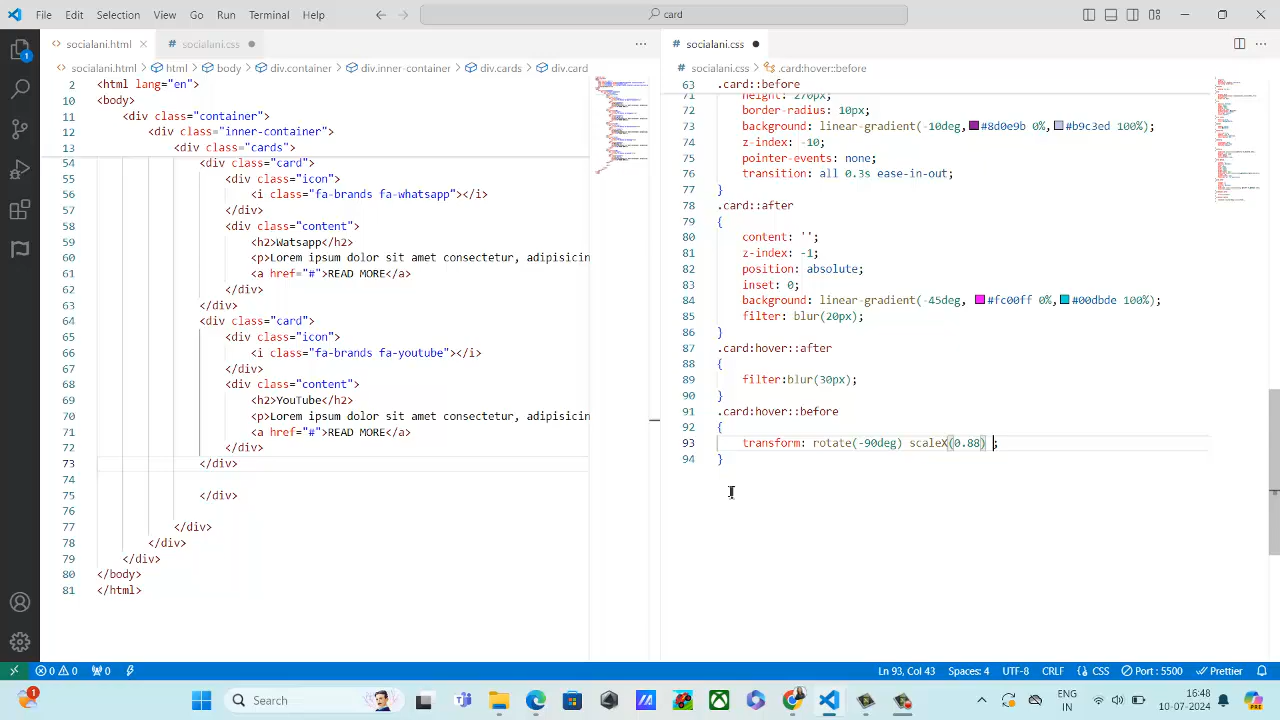 File Edit Selection View Go Run Terminal Help
card
socialani.html
socialani.css
socialani.html > html > body > div.container > div.inner-container > div.cards > div.card
2 <html lang="en">
10 <body>
11 <div class="container">
12 <div class="inner-container">
13 <div class="cards">
54 <div class="card">
55 <div class="icon">
56 <i class="fa-brands fa-whatsapp"></i>
57 </div>
58 <div class="content">
59 <h2>Watsapp</h2>
60 <p>Lorem ipsum dolor sit amet consectetur, adipisicin
61 <a href="#">READ MORE</a>
62 </div>
63 </div>
64 <div class="card">
65 <div class="icon">
66 <i class="fa-brands fa-youtube"></i>
67 </div>
68 <div class="content">
69 <h2>YouTube</h2>
70 <p>Lorem ipsum dolor sit amet consectetur, adipisicin
71 <a href="#">READ MORE</a>
72 </div>
73 </div>
74
75 </div>
76
77 </div>
78 </div>
79 </div>
80 </body>
81 </html>
socialani.css
socialani.css > .card:hover::before
63 .card::before
72 border-radius: 10px;
73 background: linear-gradient(-10deg, #8d0e9b
74 z-index: -10;
75 pointer-events: none;
76 transition: all 0.3s ease-in-out;
77 }
78 .card::after
79 {
80 content: '';
81 z-index: -1;
82 position: absolute;
83 inset: 0;
84 background: linear-gradient(-45deg, #fc00ff 0%, #00dbde 100%);
85 filter: blur(20px);
86 }
87 .card:hover::after
88 {
89 filter:blur(30px);
90 }
91 .card:hover::before
92 {
93 transform: rotate(-90deg) scaleX(0.88) ;
94 }
0 0 0 Ln 93, Col 43 Spaces: 4 UTF-8 CRLF CSS Port : 5500 Prettier
1 Search ENG IN 16:48 10-07-2024